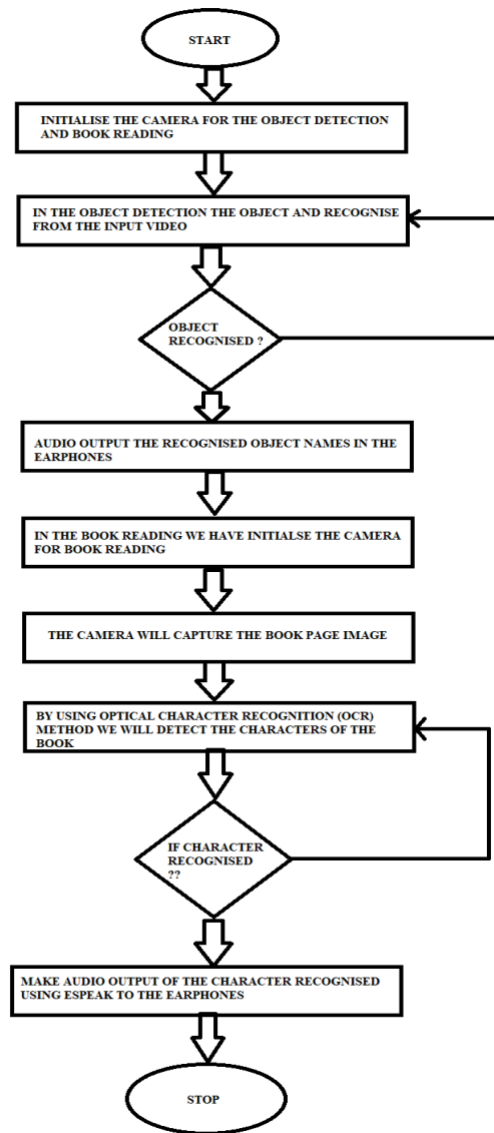 START
INITIALISE THE CAMERA FOR THE OBJECT DETECTION
AND BOOK READING
IN THE OBJECT DETECTION THE OBJECT AND RECOGNISE
FROM THE INPUT VIDEO
OBJECT
RECOGNISED ?
AUDIO OUTPUT THE RECOGNISED OBJECT NAMES IN THE
EARPHONES
IN THE BOOK READING WE HAVE INITIALSE THE CAMERA
FOR BOOK READING
THE CAMERA WILL CAPTURE THE BOOK PAGE IMAGE
BY USING OPTICAL CHARACTER RECOGNITION (OCR)
METHOD WE WILL DETECT THE CHARACTERS OF THE
BOOK
IF CHARACTER
RECOGNISED
??
MAKE AUDIO OUTPUT OF THE CHARACTER RECOGNISED
USING ESPEAK TO THE EARPHONES
STOP